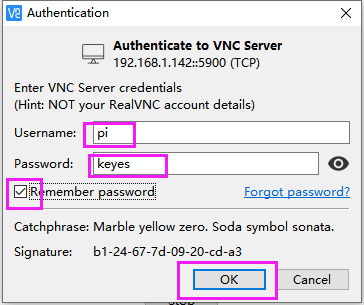 Authentication
Authenticate to VNC Server
192.168.1.142::5900 (TCP)
Enter VNC Server credentials
(Hint: NOT your RealVNC account details)
Username: pi
Password: keyes
Remember password Forgot password?
Catchphrase: Marble yellow zero. Soda symbol sonata.
Signature: b1-24-67-7d-09-20-cd-a3
OK Cancel